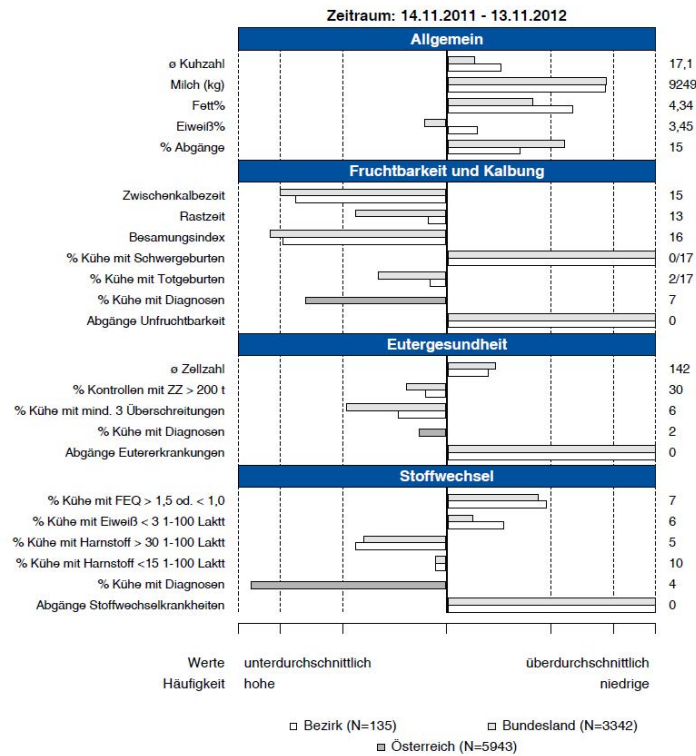 Zeitraum: 14.11.2011 - 13.11.2012
Allgemein
ø Kuhzahl 17,1
Milch (kg) 9249
Fett% 4,34
Eiweiß% 3,45
% Abgänge 15
Fruchtbarkeit und Kalbung
Zwischenkalbezeit 15
Rastzeit 13
Besamungsindex 16
% Kühe mit Schwergeburten 0/17
% Kühe mit Totgeburten 2/17
% Kühe mit Diagnosen 7
Abgänge Unfruchtbarkeit 0
Eutergesundheit
ø Zellzahl 142
% Kontrollen mit ZZ > 200 t 30
% Kühe mit mind. 3 Überschreitungen 6
% Kühe mit Diagnosen 2
Abgänge Eutererkrankungen 0
Stoffwechsel
% Kühe mit FEQ > 1,5 od. < 1,0 7
% Kühe mit Eiweiß < 3 1-100 Laktt 6
% Kühe mit Harnstoff > 30 1-100 Laktt 5
% Kühe mit Harnstoff <15 1-100 Laktt 10
% Kühe mit Diagnosen 4
Abgänge Stoffwechselkrankheiten 0
Werte unterdurchschnittlich überdurchschnittlich
Häufigkeit hohe niedrige
Bezirk (N=135) Bundesland (N=3342)
Österreich (N=5943)